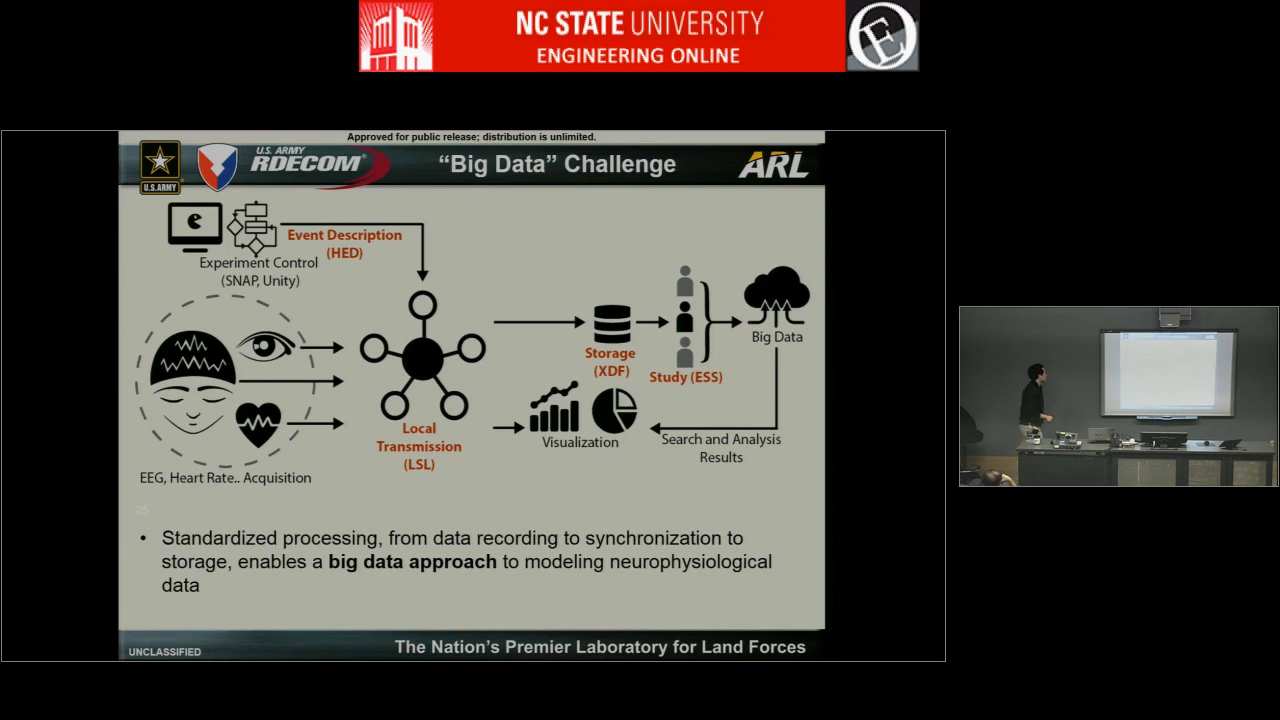 NC STATE UNIVERSITY
ENGINEERING ONLINE
Approved for public release; distribution is unlimited.
U.S.ARMY
U.S. ARMY
RDECOM®
“Big Data” Challenge
ARL
Event Description
(HED)
Experiment Control
(SNAP, Unity)
Big Data
Storage
(XDF)
Study (ESS)
Local
Transmission
(LSL)
Visualization
Search and Analysis
Results
EEG, Heart Rate.. Acquisition
25
• Standardized processing, from data recording to synchronization to
storage, enables a big data approach to modeling neurophysiological
data
UNCLASSIFIED
The Nation’s Premier Laboratory for Land Forces